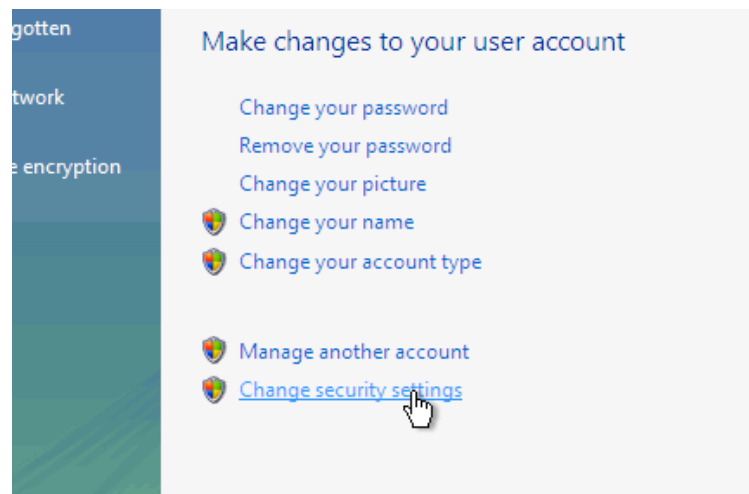 gotten
twork
e encryption
Make changes to your user account
Change your password
Remove your password
Change your picture
Change your name
Change your account type
Manage another account
Change security settings